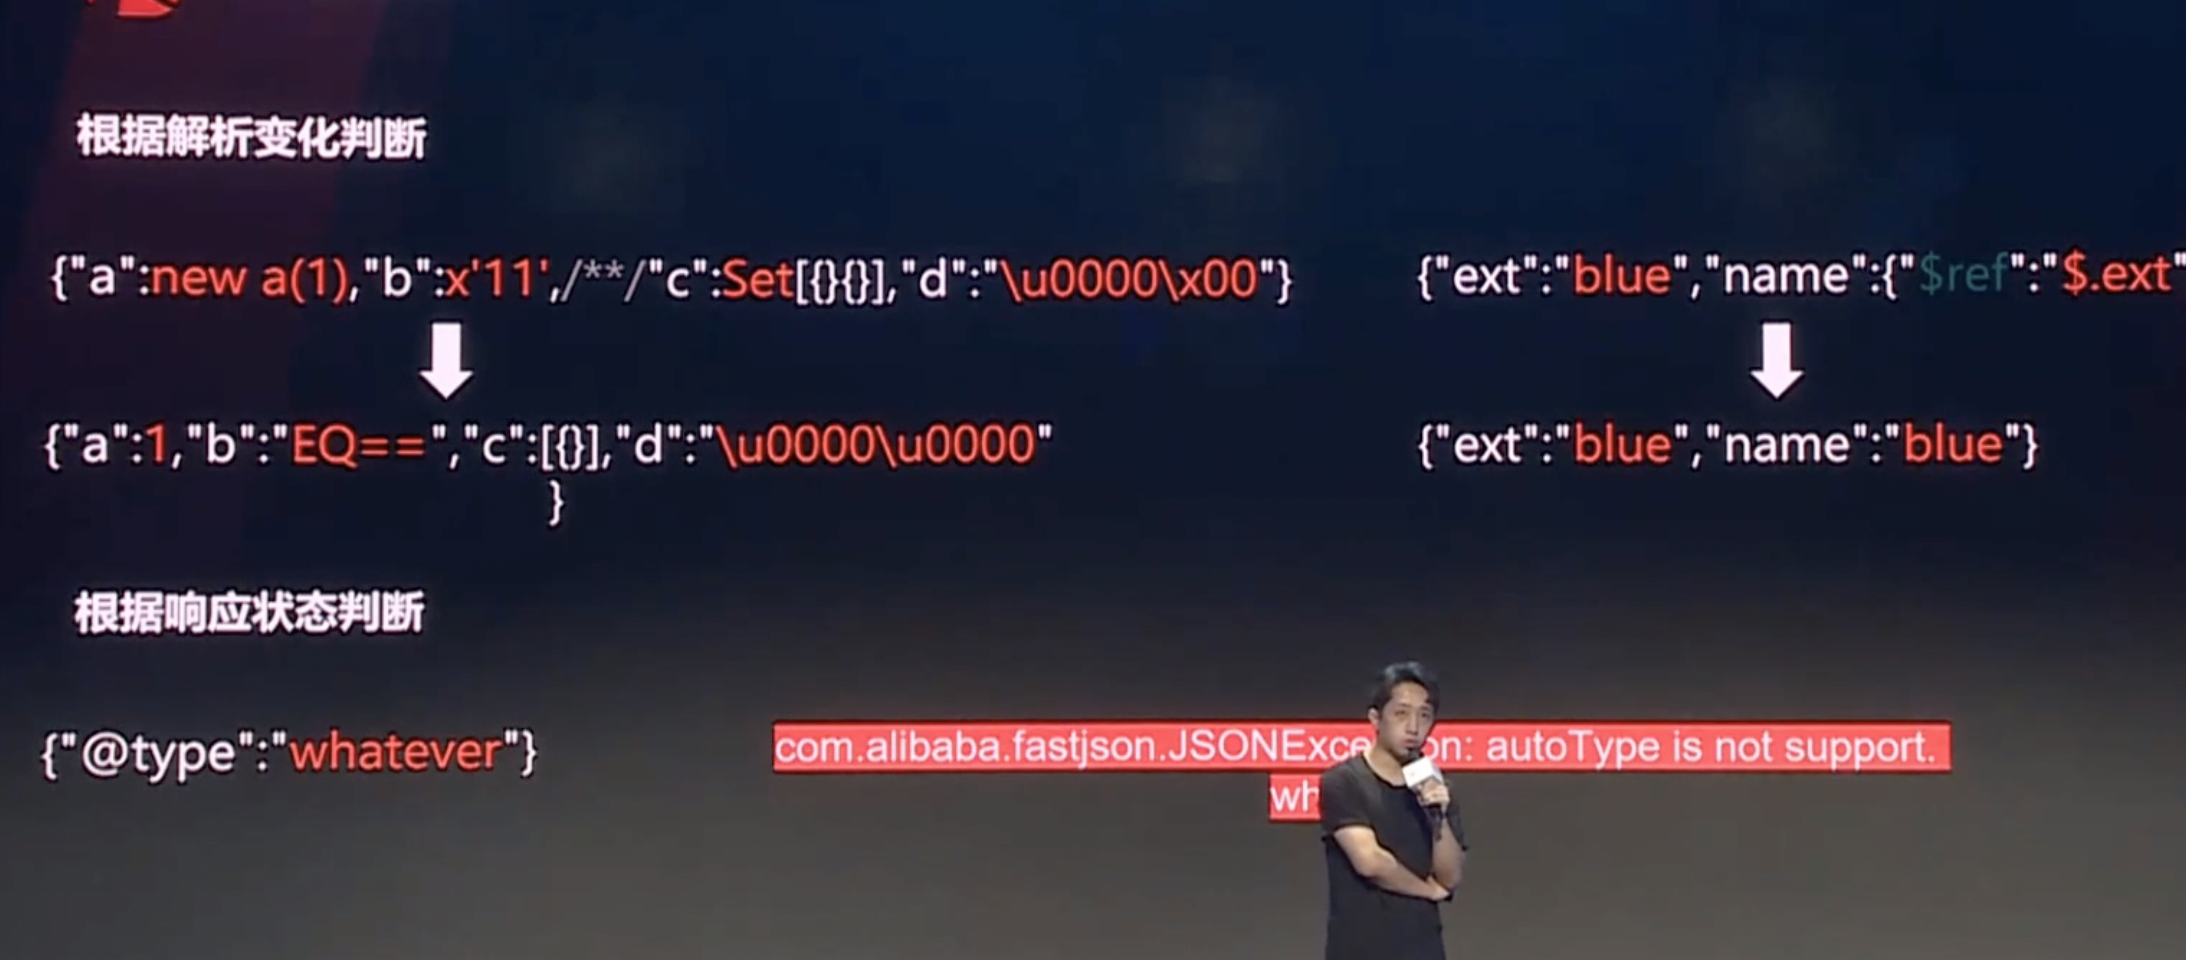 根据解析变化判断
{"a":new a(1),"b":x'11',/**/"c":Set[{}{}],"d":"\u0000\x00"}
{"ext":"blue","name":{"$ref":"$.ext"
{"a":1,"b":"EQ==","c":[{}],"d":"\u0000\u0000"
}
{"ext":"blue","name":"blue"}
根据响应状态判断
{"@type":"whatever"}
com.alibaba.fastjson.JSONExce on: autoType is not support.
wh